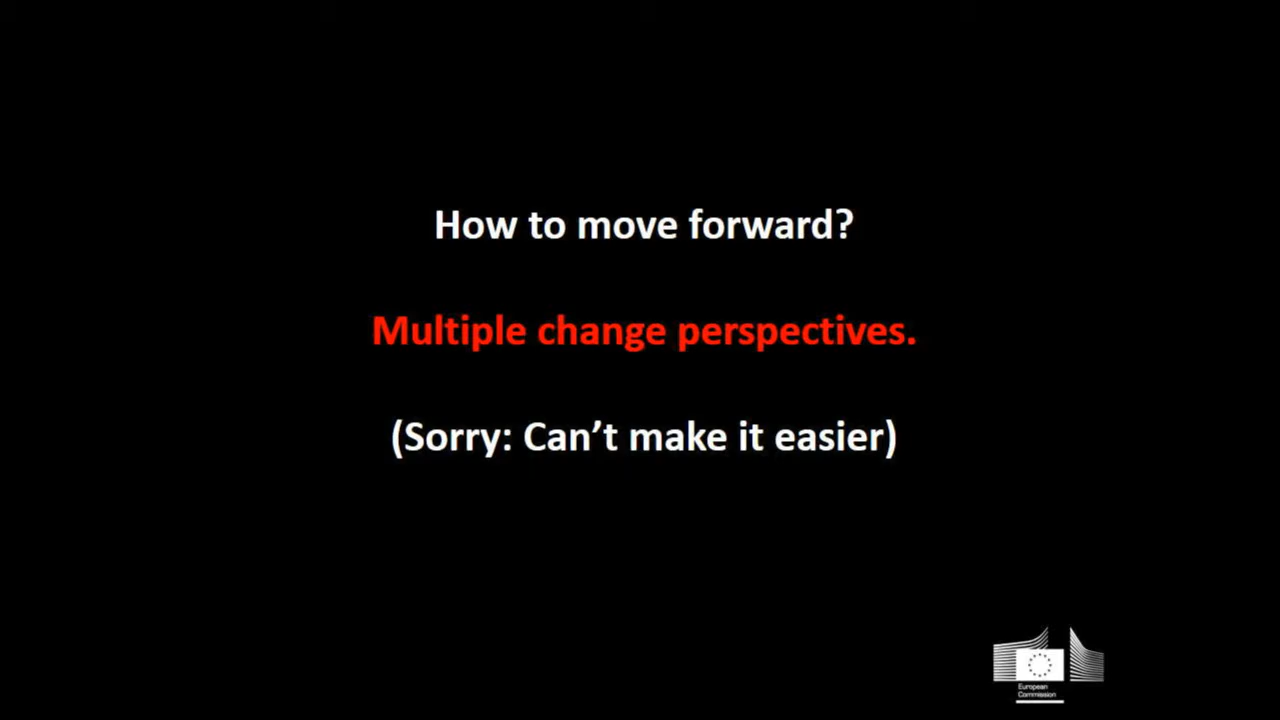 How to move forward?
Multiple change perspectives.
(Sorry: Can’t make it easier)
European
Commission